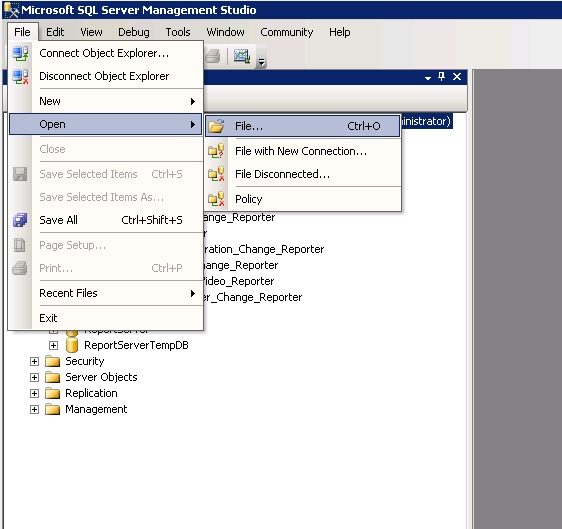 Microsoft SQL Server Management Studio
File Edit View Debug Tools Window Community Help
Connect Object Explorer...
Disconnect Object Explorer
New
Open
Close
Save Selected Items Ctrl+S
Save Selected Items As...
Save All Ctrl+Shift+S
Page Setup...
Print... Ctrl+P
Recent Files
Exit
File... Ctrl+O
File with New Connection...
File Disconnected...
Policy
ministrator)
ange_Reporter
r
ration_Change_Reporter
ange_Reporter
Video_Reporter
er_Change_Reporter
ReportServer
ReportServerTempDB
Security
Server Objects
Replication
Management